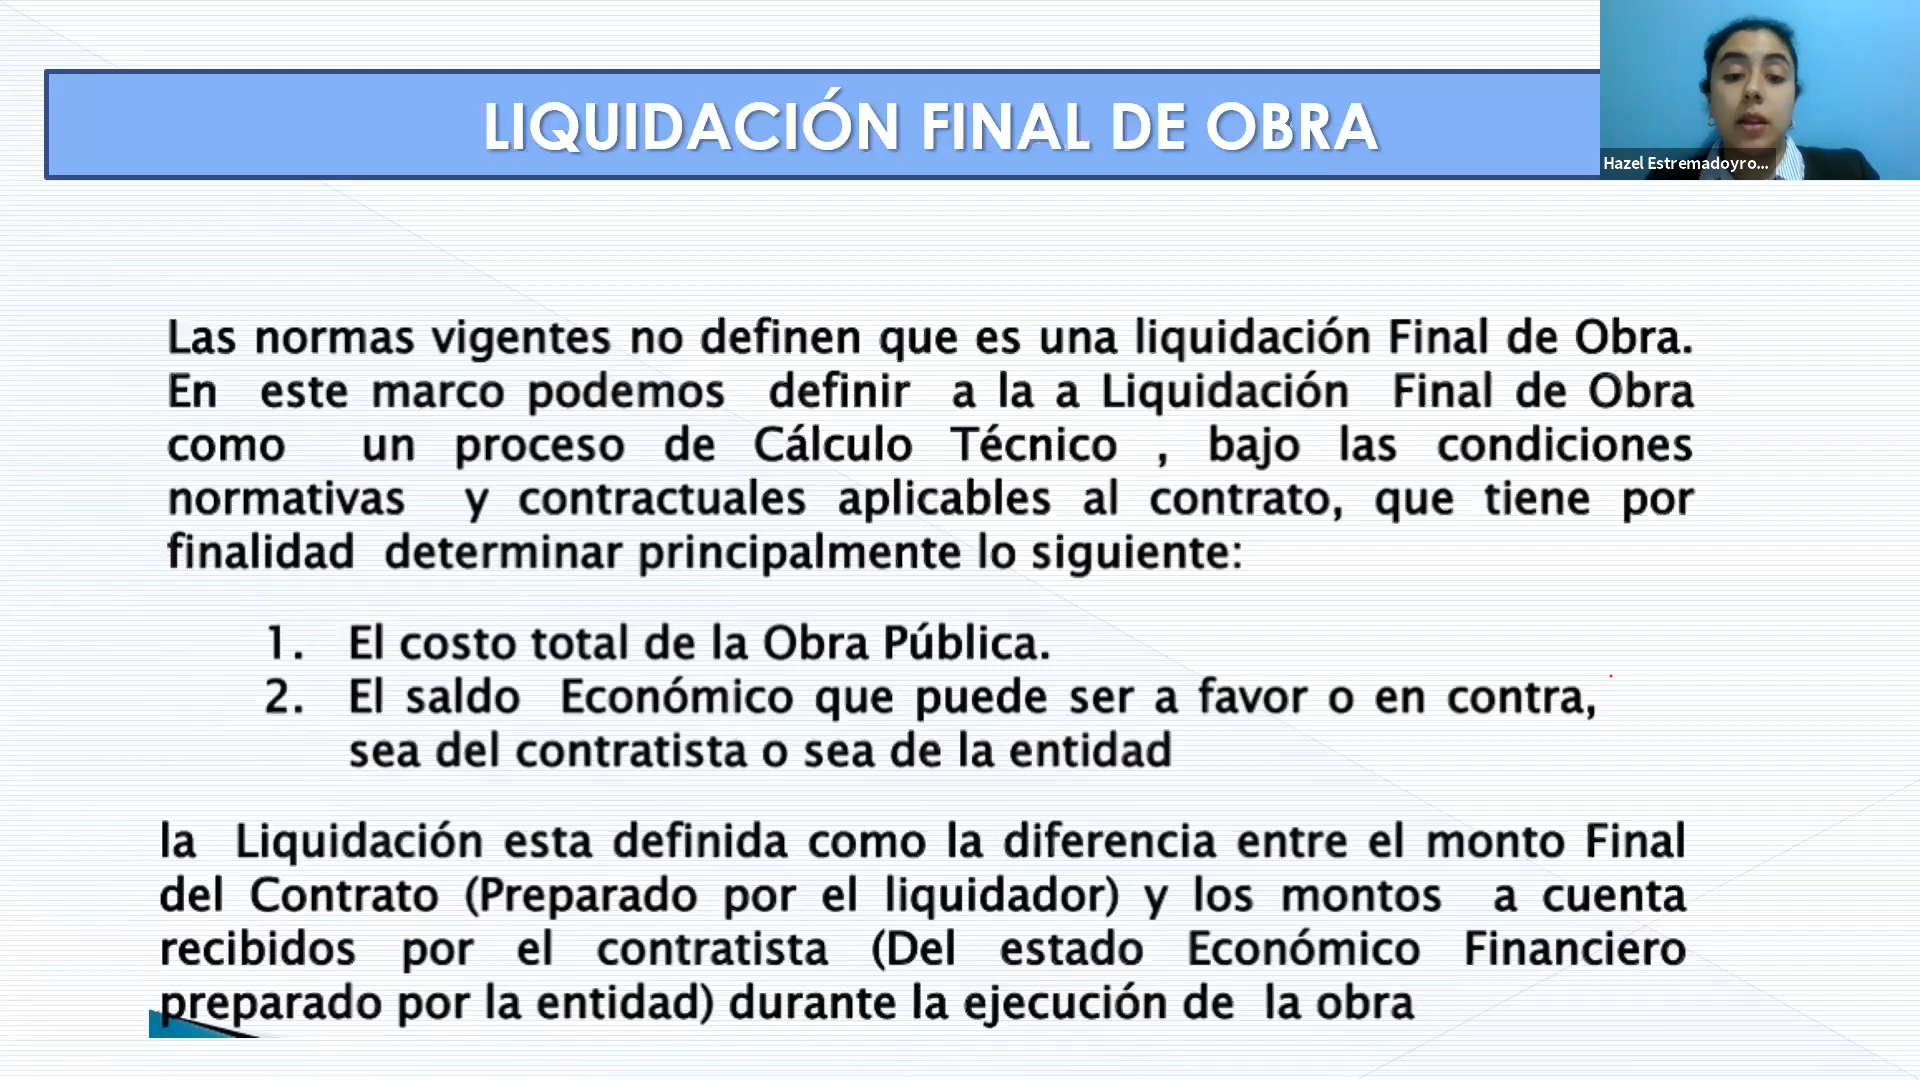 LIQUIDACIÓN FINAL DE OBRA
Hazel Estremadoyro...
Las normas vigentes no definen que es una liquidación Final de Obra.
En este marco podemos definir a la a Liquidación Final de Obra
como un proceso de Cálculo Técnico , bajo las condiciones
normativas y contractuales aplicables al contrato, que tiene por
finalidad determinar principalmente lo siguiente:
1. El costo total de la Obra Pública.
2. El saldo Económico que puede ser a favor o en contra,
sea del contratista o sea de la entidad
la Liquidación esta definida como la diferencia entre el monto Final
del Contrato (Preparado por el liquidador) y los montos a cuenta
recibidos por el contratista (Del estado Económico Financiero
preparado por la entidad) durante la ejecución de la obra